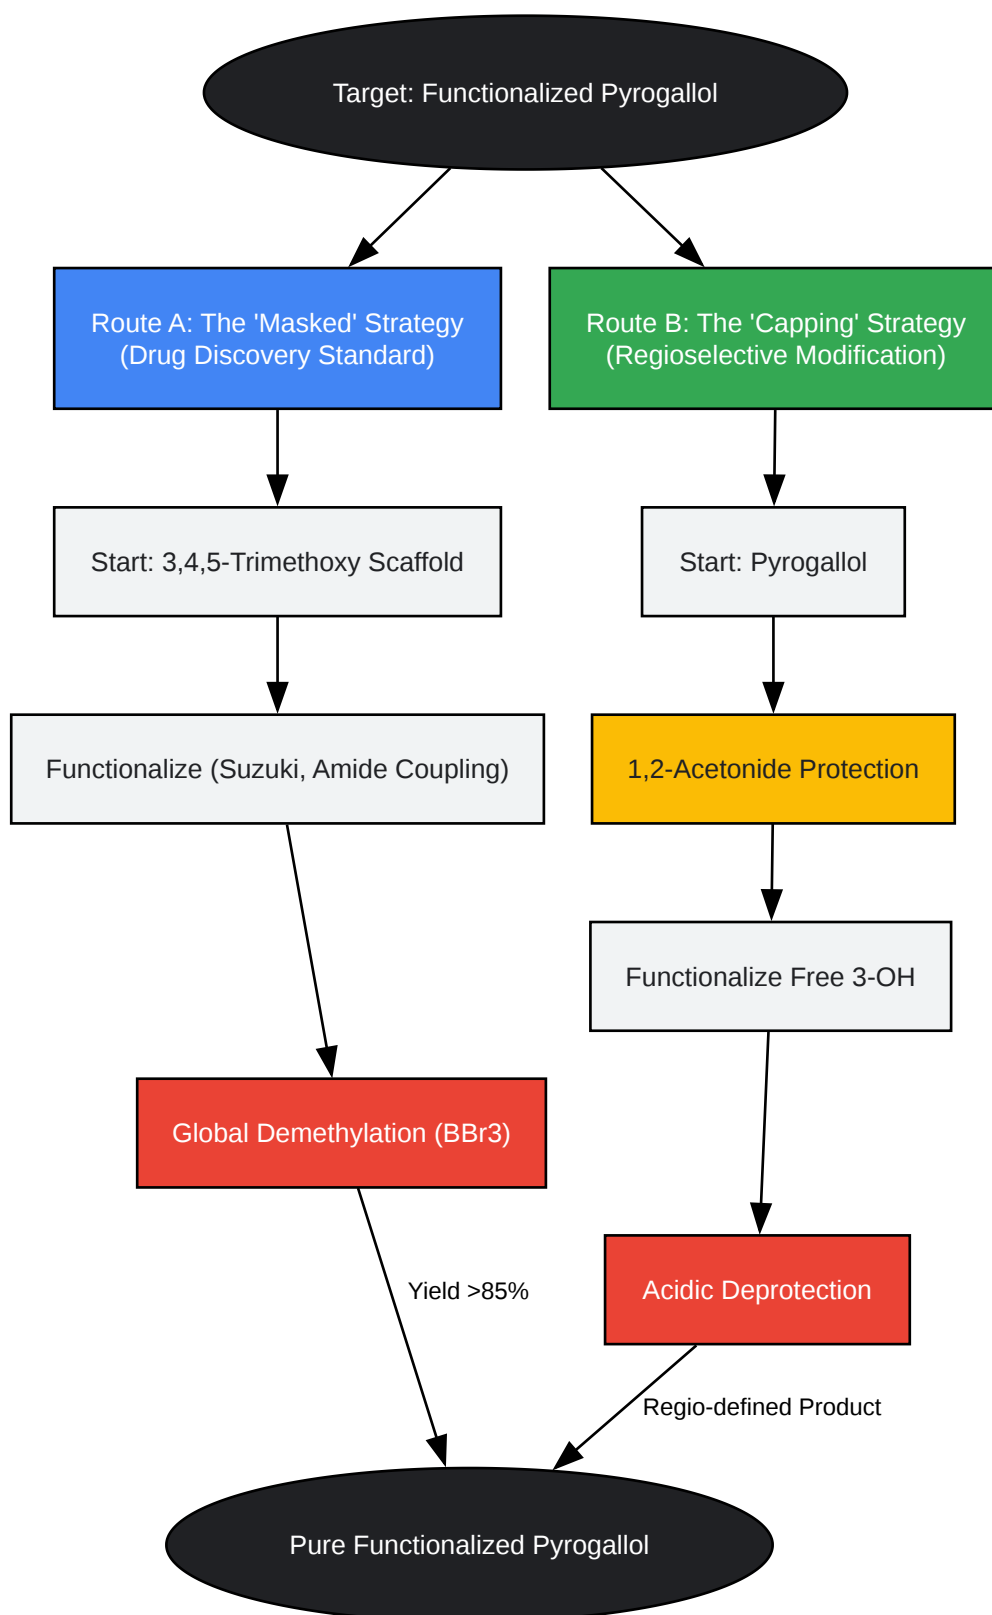 Target: Functionalized Pyrogallol
Route A: The 'Masked' Strategy
(Drug Discovery Standard)
Route B: The 'Capping' Strategy
(Regioselective Modification)
Start: 3,4,5-Trimethoxy Scaffold
Start: Pyrogallol
Functionalize (Suzuki, Amide Coupling)
1,2-Acetonide Protection
Functionalize Free 3-OH
Global Demethylation (BBr3)
Acidic Deprotection
Yield >85%
Regio-defined Product
Pure Functionalized Pyrogallol